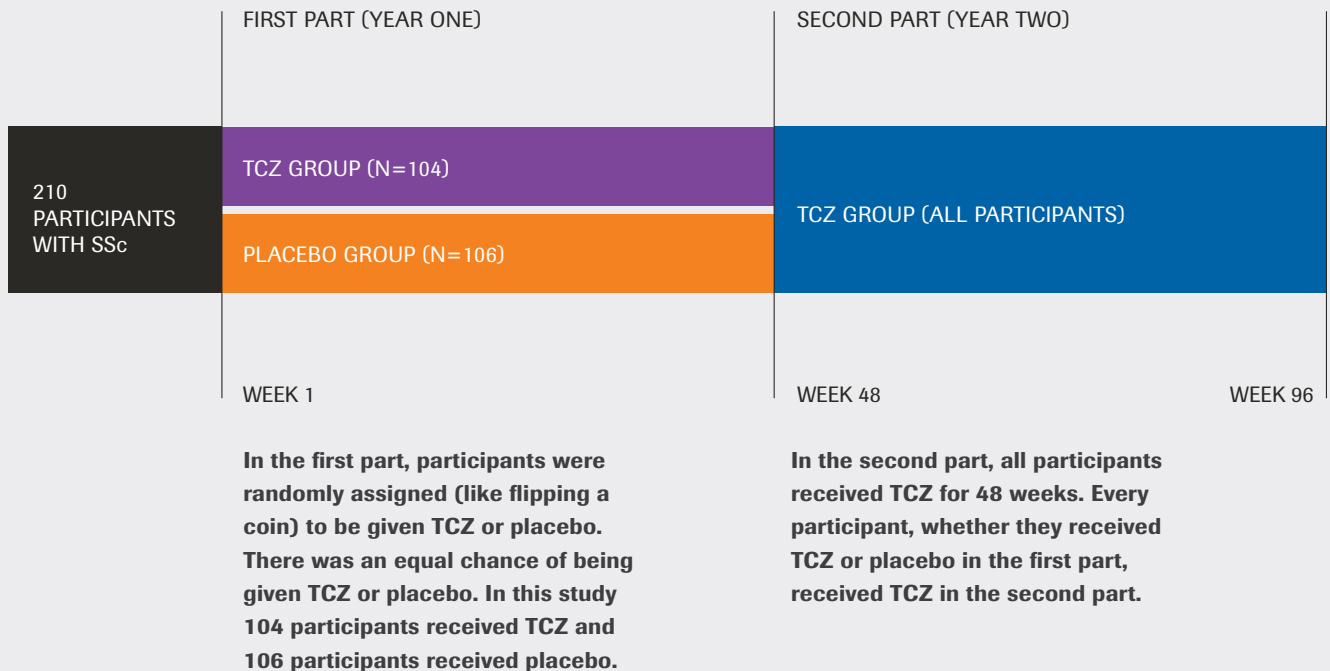 FIRST PART (YEAR ONE)
SECOND PART (YEAR TWO)
210
PARTICIPANTS
WITH SSc
TCZ GROUP (N=104)
PLACEBO GROUP (N=106)
TCZ GROUP (ALL PARTICIPANTS)
WEEK 1
WEEK 48
WEEK 96
In the first part, participants were
randomly assigned (like flipping a
coin) to be given TCZ or placebo.
There was an equal chance of being
given TCZ or placebo. In this study
104 participants received TCZ and
106 participants received placebo.
In the second part, all participants
received TCZ for 48 weeks. Every
participant, whether they received
TCZ or placebo in the first part,
received TCZ in the second part.